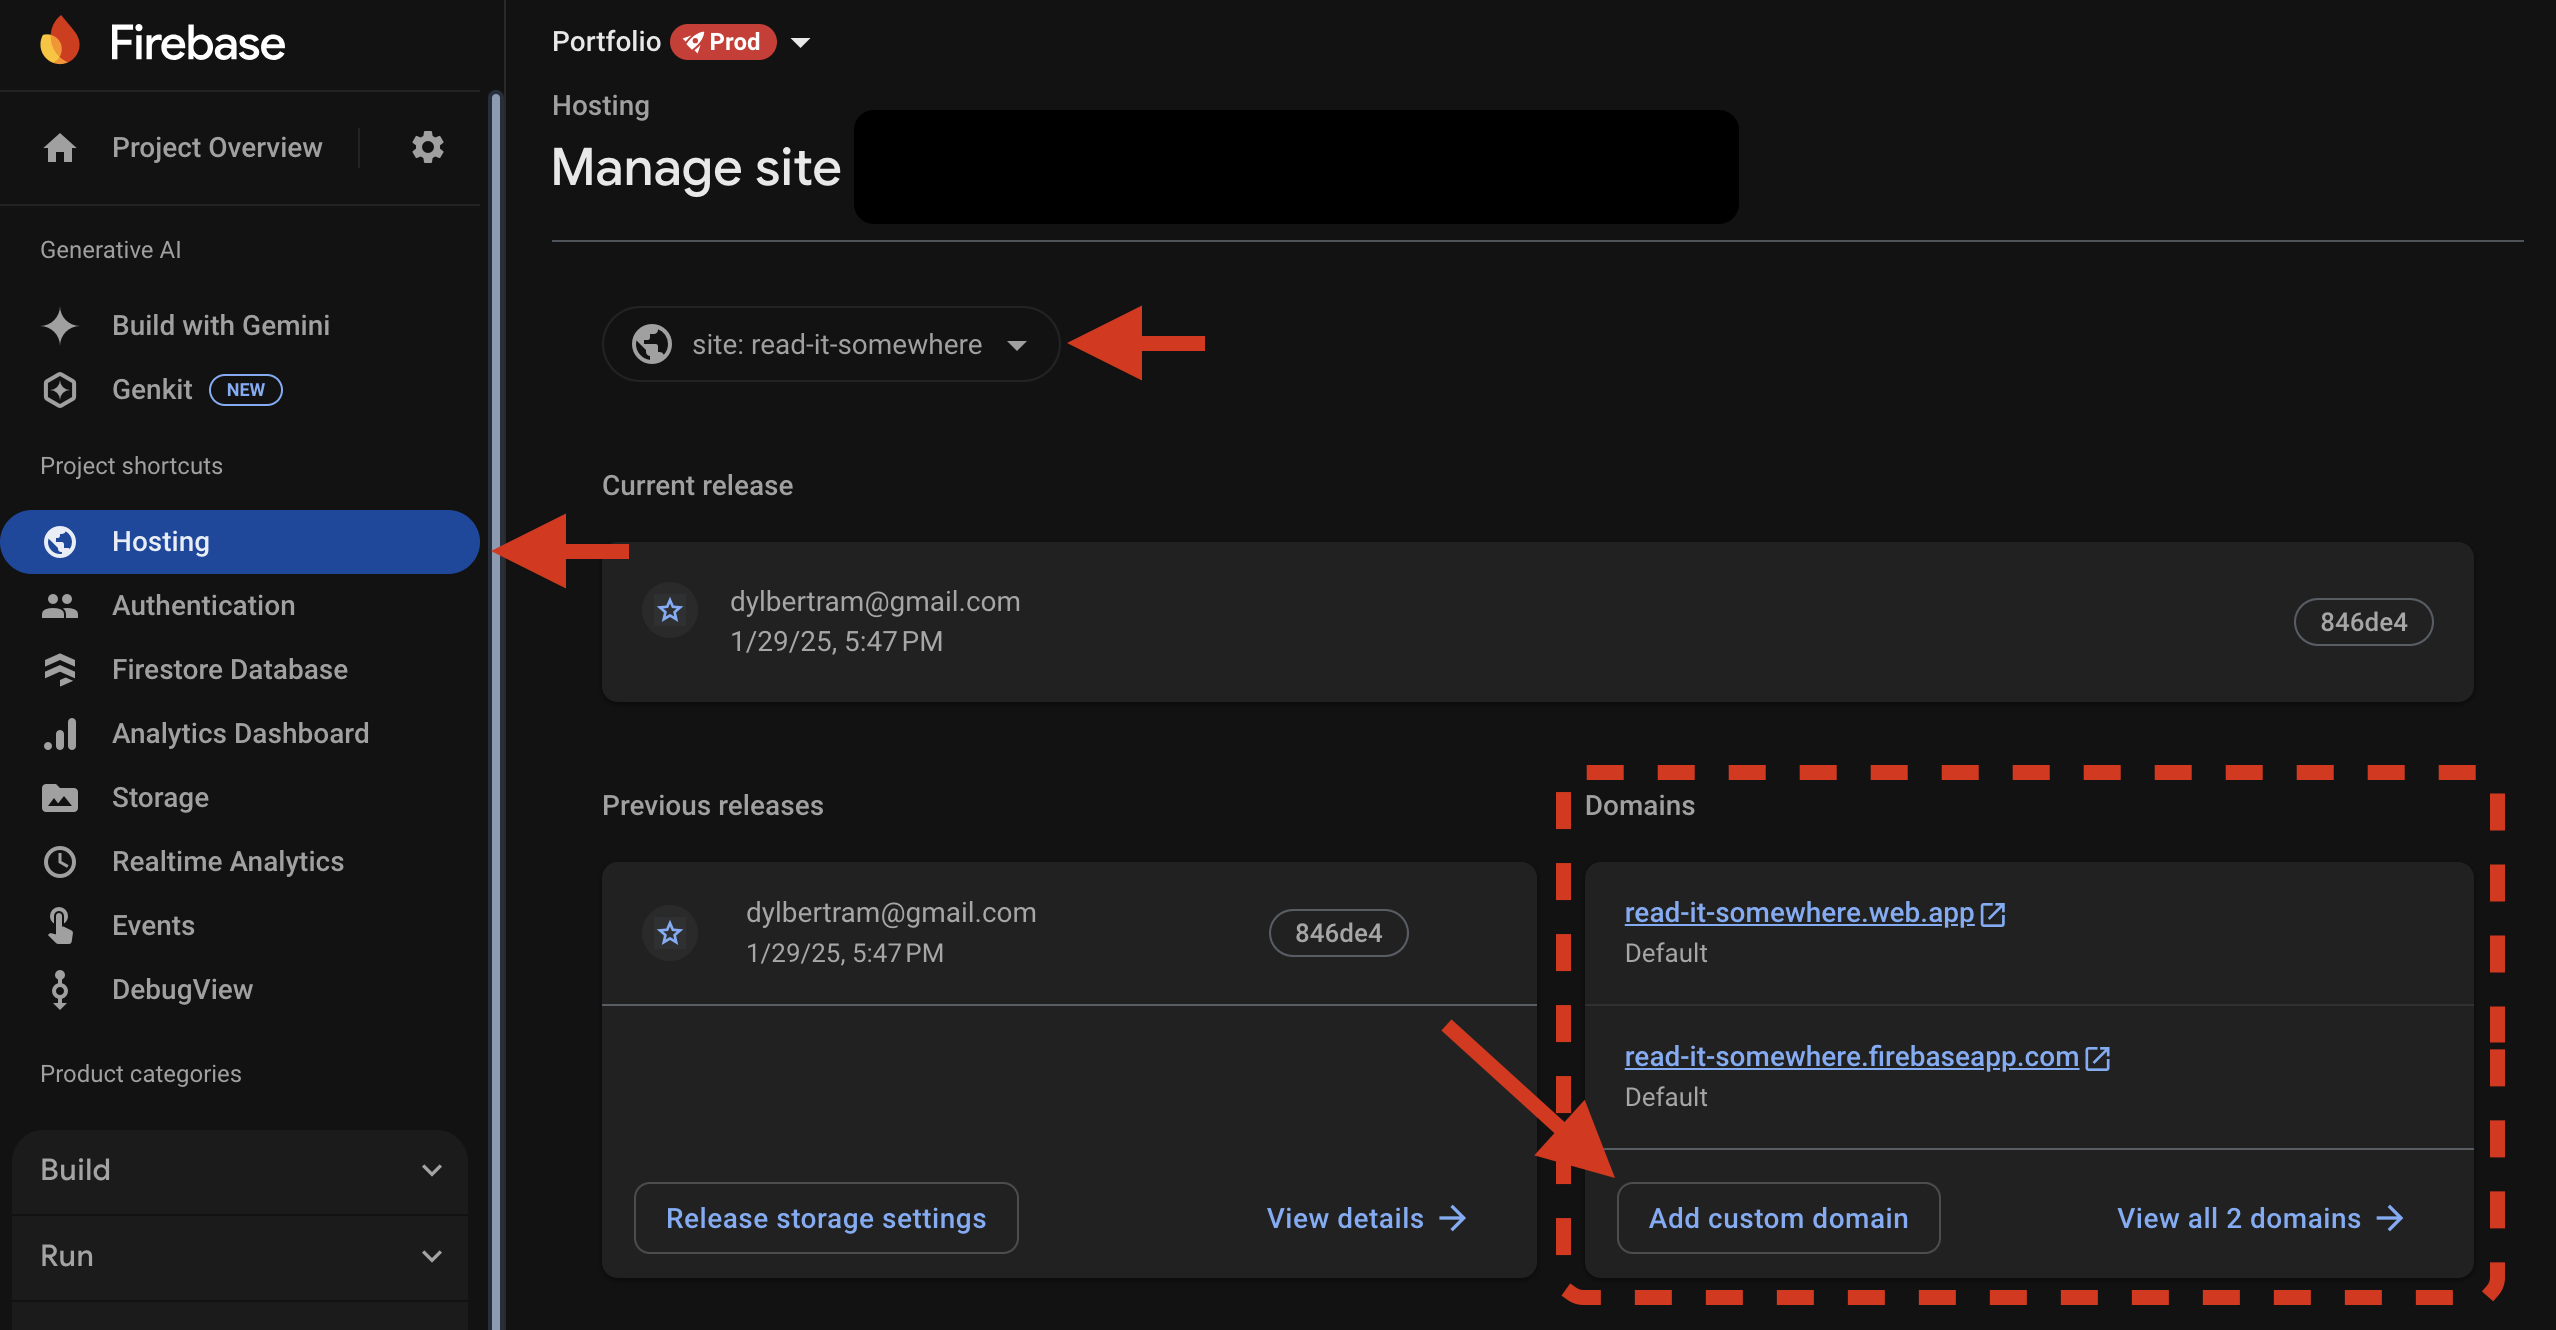 Firebase
Project Overview
Generative AI
Build with Gemini
Genkit NEW
Project shortcuts
Hosting
Authentication
Firestore Database
Analytics Dashboard
Storage
Realtime Analytics
Events
DebugView
Product categories
Build
Run
Portfolio Prod
Hosting
Manage site
site: read-it-somewhere
Current release
dylbertram@gmail.com
1/29/25, 5:47 PM
846de4
Previous releases
dylbertram@gmail.com
1/29/25, 5:47 PM
846de4
Release storage settings
View details
Domains
read-it-somewhere.web.app
Default
read-it-somewhere.firebaseapp.com
Default
Add custom domain
View all 2 domains